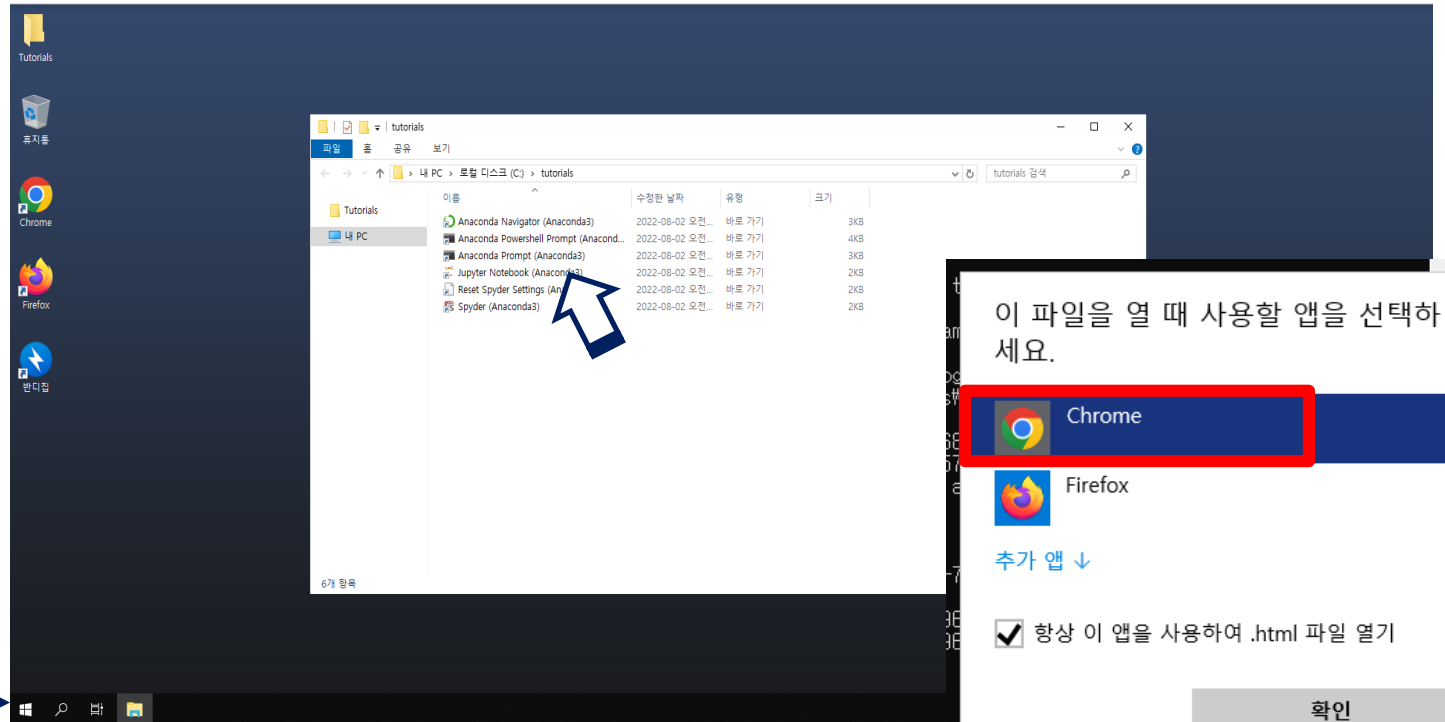 Tutorials
휴지통
Chrome
Firefox
반디집
tutorials
파일 홈 공유 보기
내 PC › 로컬 디스크 (C:) › tutorials
tutorials 검색
Tutorials
내 PC
이름 수정한 날짜 유형 크기
Anaconda Navigator (Anaconda3) 2022-08-02 오전... 바로 가기 3KB
Anaconda Powershell Prompt (Anacond... 2022-08-02 오전... 바로 가기 4KB
Anaconda Prompt (Anaconda3) 2022-08-02 오전... 바로 가기 3KB
Jupyter Notebook (Anaconda3) 2022-08-02 오전... 바로 가기 2KB
Reset Spyder Settings (An 2022-08-02 오전... 바로 가기 2KB
Spyder (Anaconda3) 2022-08-02 오전... 바로 가기 2KB
6개 항목
이 파일을 열 때 사용할 앱을 선택하
세요.
Chrome
Firefox
추가 앱 ↓
항상 이 앱을 사용하여 .html 파일 열기
확인